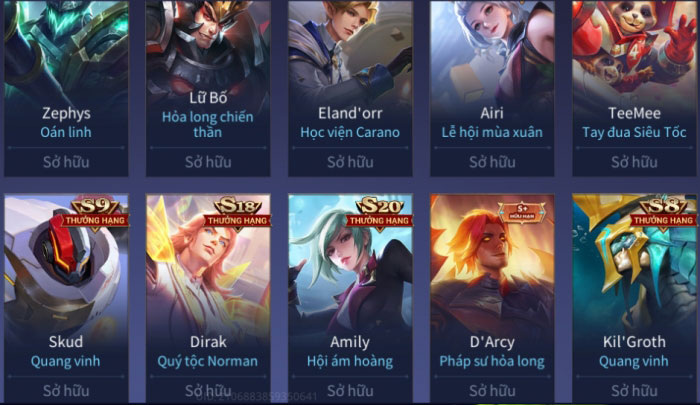 Zephys
Oán linh
Sở hữu
Lữ Bố
Hỏa long chiến
thần
Sở hữu
Eland'orr
Học viện Carano
Sở hữu
Airi
Lễ hội mùa xuân
Sở hữu
TeeMee
Tay đua Siêu Tốc
Sở hữu
S9
THƯỞNG HẠNG
Skud
Quang vinh
Sở hữu
S18
THƯỞNG HẠNG
Dirak
Quý tộc Norman
Sở hữu
S20
THƯỞNG HẠNG
Amily
Hội ám hoàng
Sở hữu
S+
HỮU HẠN
D'Arcy
Pháp sư hỏa long
Sở hữu
S8
THƯỞNG HẠNG
Kil'Groth
Quang vinh
Sở hữu